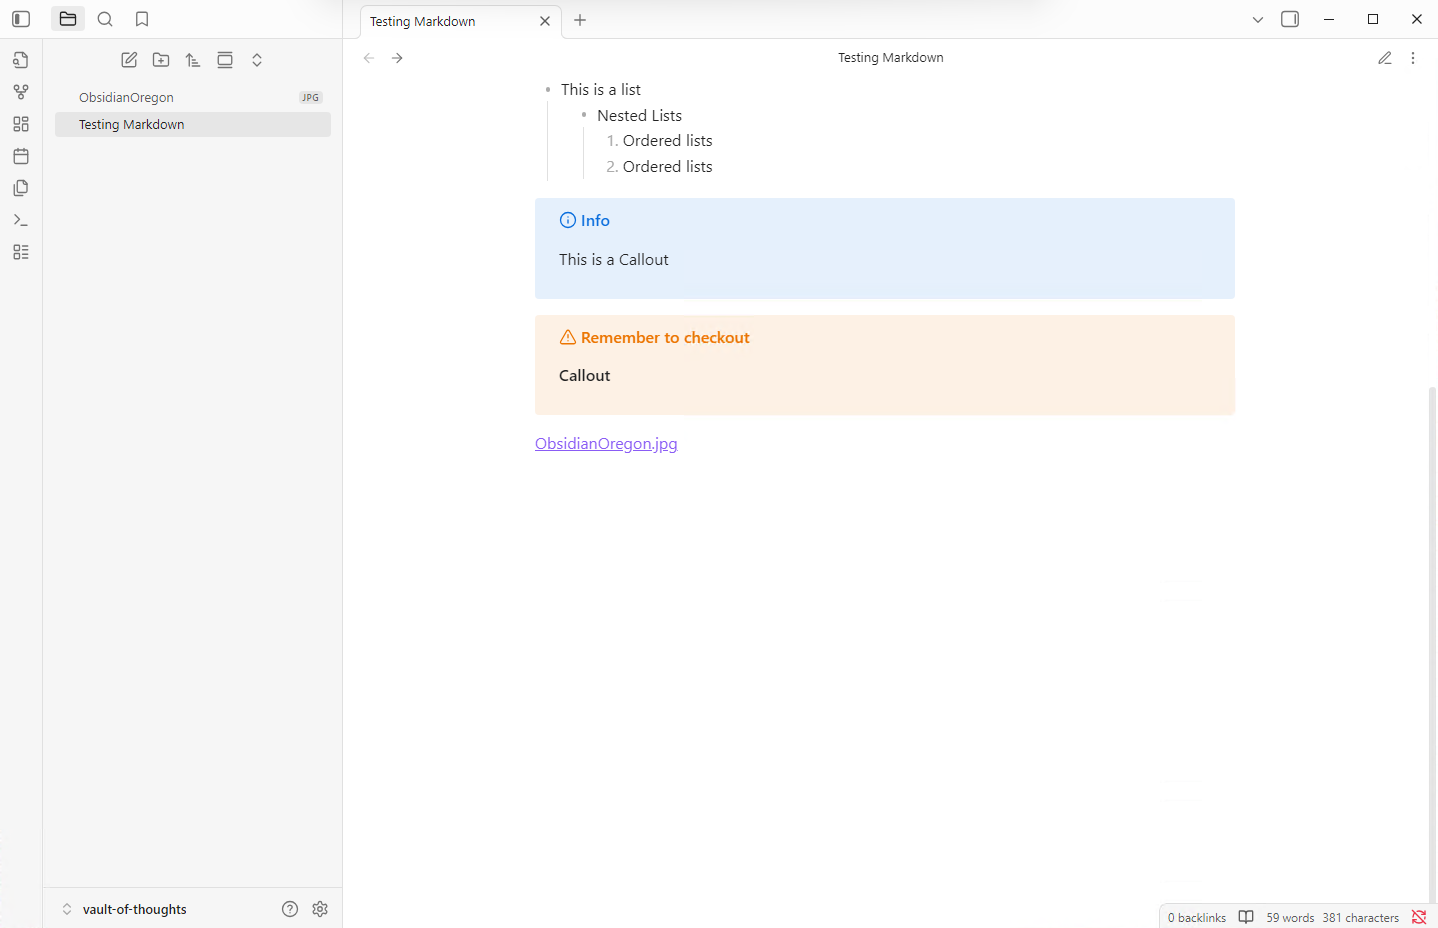 Testing Markdown
Testing Markdown
ObsidianOregon JPG
Testing Markdown
This is a list
Nested Lists
1. Ordered lists
2. Ordered lists
Info
This is a Callout
Remember to checkout
Callout
ObsidianOregon.jpg
vault-of-thoughts
0 backlinks 59 words 381 characters